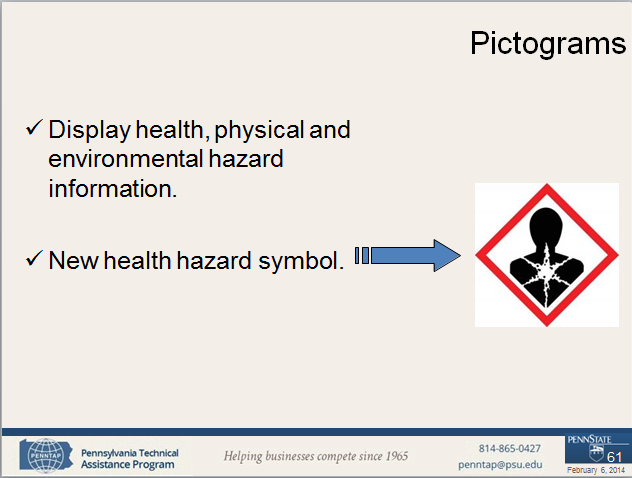 Pictograms
✓ Display health, physical and
environmental hazard
information.
✓ New health hazard symbol.
PENNTAP
Pennsylvania Technical
Assistance Program
Helping businesses compete since 1965
814-865-0427
penntap@psu.edu
PENNSTATE
61
February 6, 2014